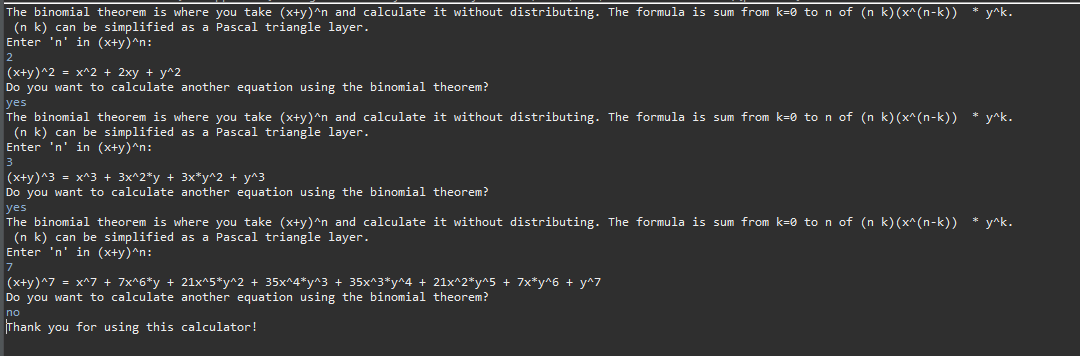 The binomial theorem is where you take (x+y)^n and calculate it without distributing. The formula is sum from k=0 to n of (n k)(x^(n-k))  * y^k.
 (n k) can be simplified as a Pascal triangle layer.
Enter 'n' in (x+y)^n:
2
(x+y)^2 = x^2 + 2xy + y^2
Do you want to calculate another equation using the binomial theorem?
yes
The binomial theorem is where you take (x+y)^n and calculate it without distributing. The formula is sum from k=0 to n of (n k)(x^(n-k))  * y^k.
 (n k) can be simplified as a Pascal triangle layer.
Enter 'n' in (x+y)^n:
3
(x+y)^3 = x^3 + 3x^2*y + 3x*y^2 + y^3
Do you want to calculate another equation using the binomial theorem?
yes
The binomial theorem is where you take (x+y)^n and calculate it without distributing. The formula is sum from k=0 to n of (n k)(x^(n-k))  * y^k.
 (n k) can be simplified as a Pascal triangle layer.
Enter 'n' in (x+y)^n:
7
(x+y)^7 = x^7 + 7x^6*y + 21x^5*y^2 + 35x^4*y^3 + 35x^3*y^4 + 21x^2*y^5 + 7x*y^6 + y^7
Do you want to calculate another equation using the binomial theorem?
no
Thank you for using this calculator!